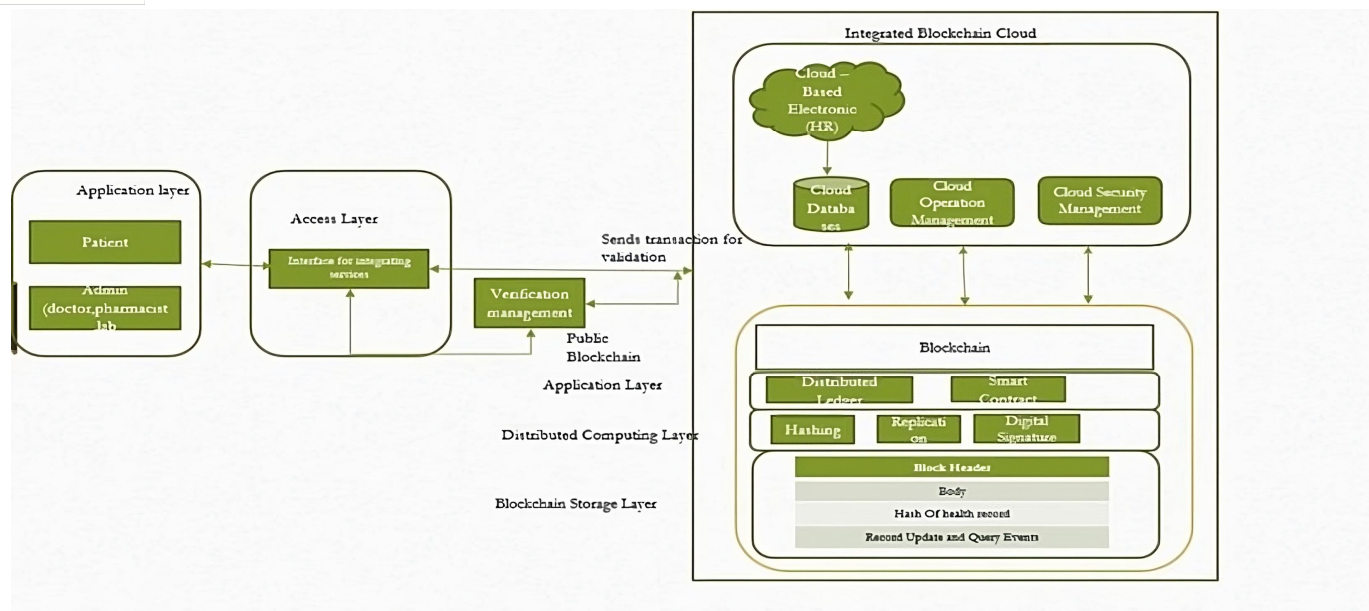 Integrated Blockchain Cloud
Cloud –
Based
Electronic
(HR)
Cloud
Databa
ses
Cloud
Operation
Management
Cloud Security
Management
Application layer
Patient
Admin
(doctor,pharmacist
lab
Access Layer
Interface for integrating
services
Sends transaction for
validation
Verification
management
Public
Blockchain
Application Layer
Distributed Computing Layer
Blockchain Storage Layer
Blockchain
Distributed
Ledger
Smart
Contract
Hashing
Replicati
on
Digital
Signature
Block Header
Body
Hash Of health record
Record Update and Query Events